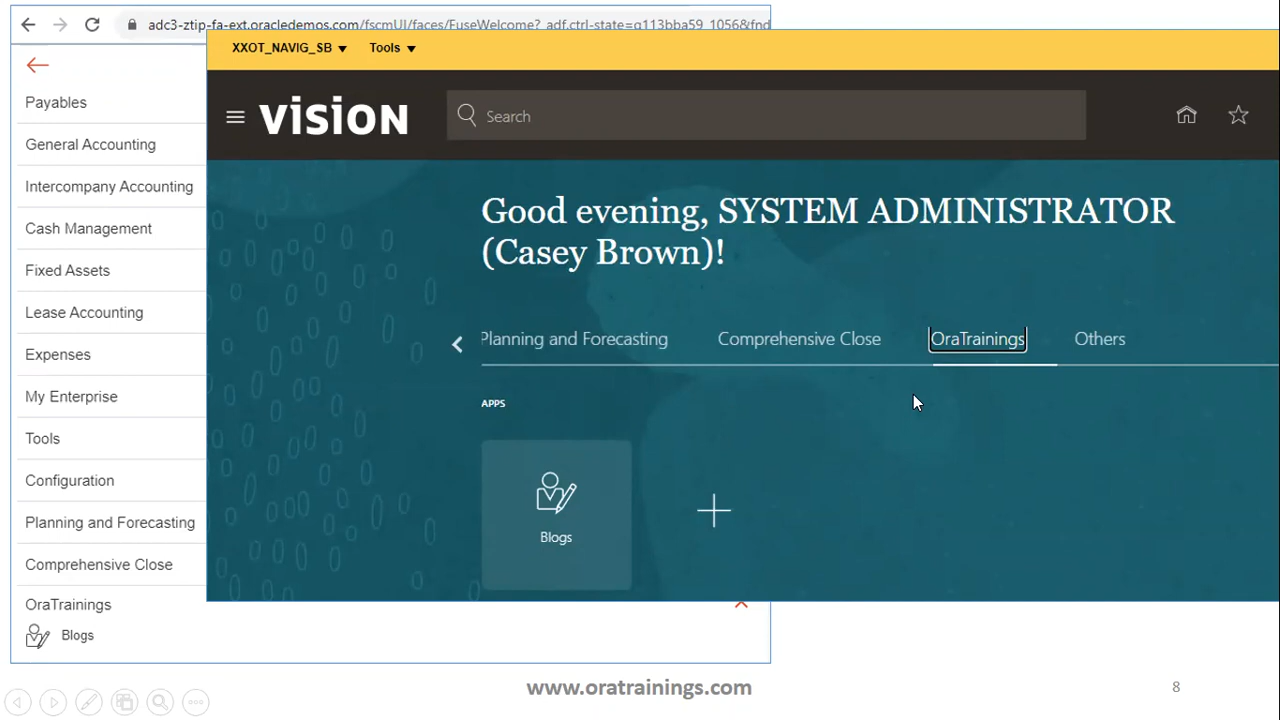 adc3-ztip-fa-ext.oracledemos.com/fscmUI/faces/FuseWelcome?_adf.ctrl-state=q113bba59_1056&fnd
XXOT_NAVIG_SB
Tools
vision
Search
Good evening, SYSTEM ADMINISTRATOR
(Casey Brown)!
Planning and Forecasting
Comprehensive Close
OraTrainings
Others
APPS
Blogs
Payables
General Accounting
Intercompany Accounting
Cash Management
Fixed Assets
Lease Accounting
Expenses
My Enterprise
Tools
Configuration
Planning and Forecasting
Comprehensive Close
OraTrainings
Blogs
www.oratrainings.com
8